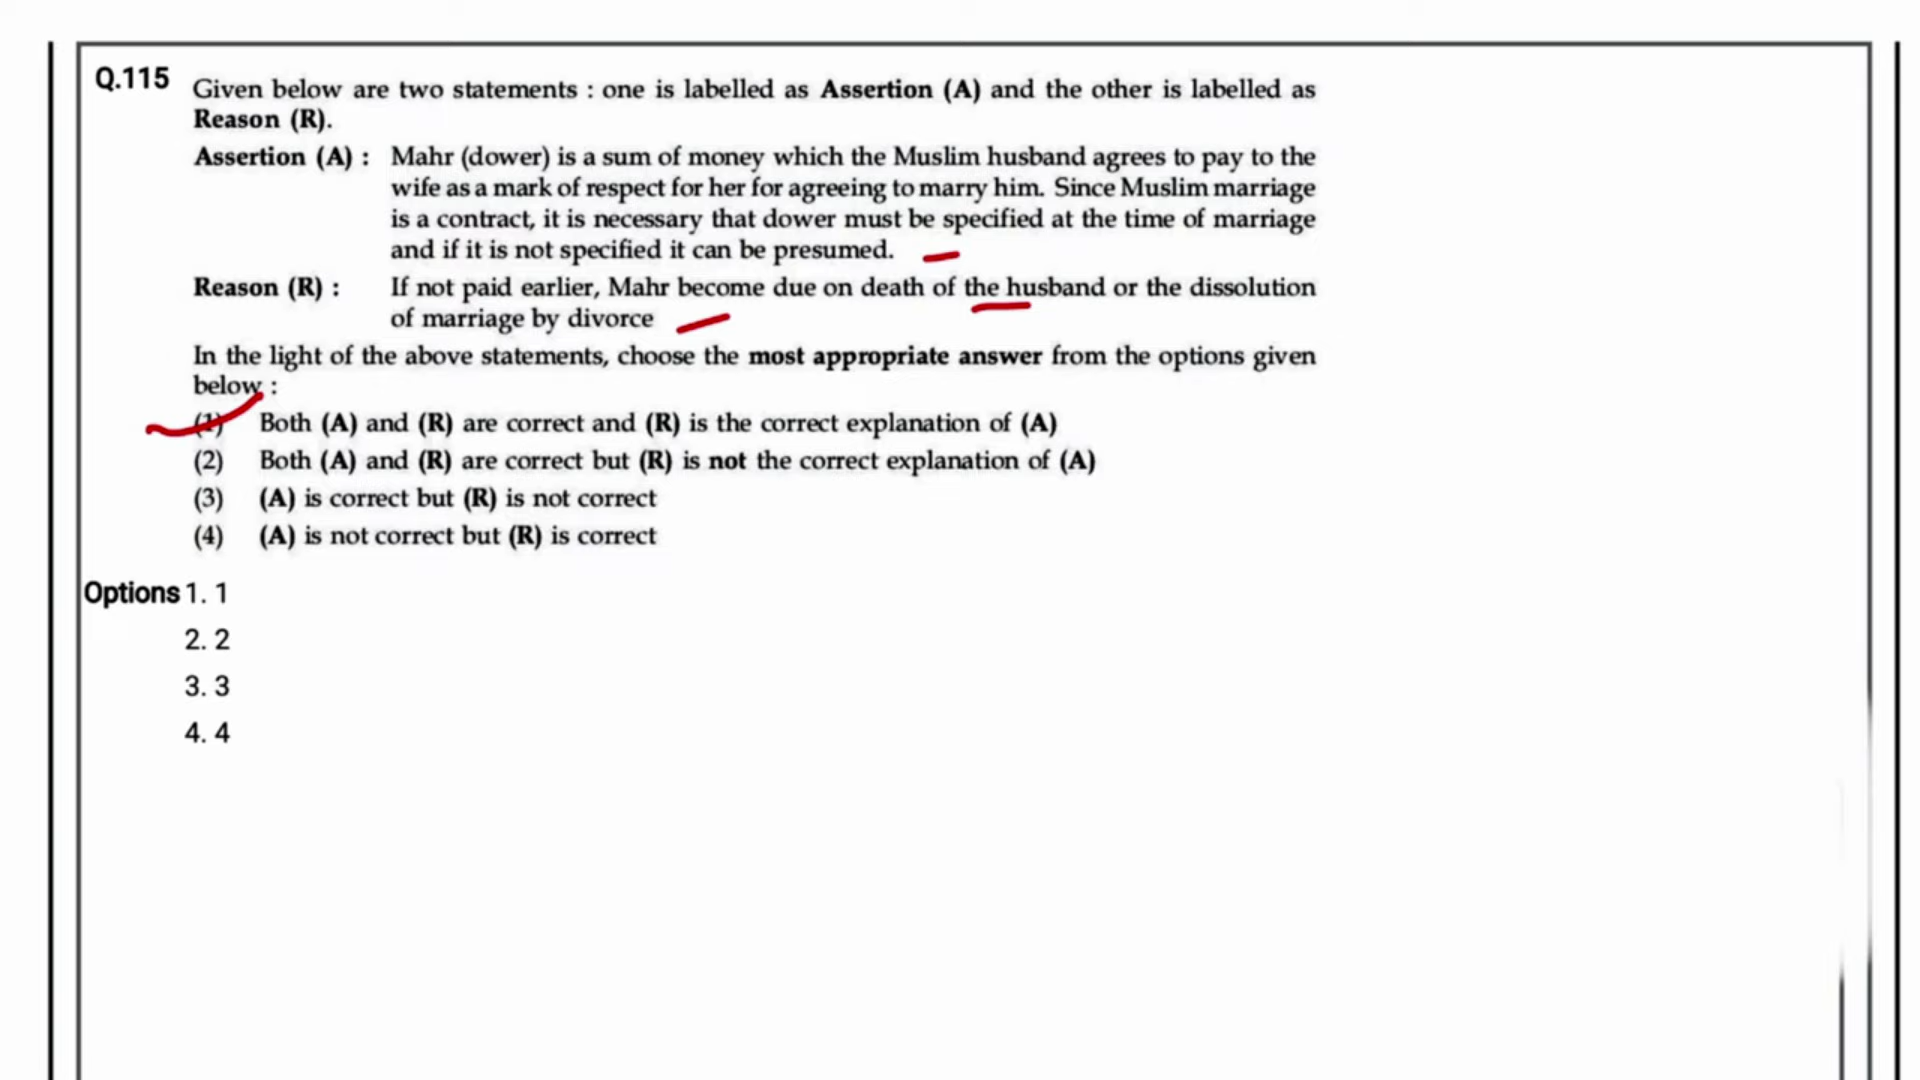 Q.115 Given below are two statements : one is labelled as Assertion (A) and the other is labelled as
Reason (R).
Assertion (A) : Mahr (dower) is a sum of money which the Muslim husband agrees to pay to the
wife as a mark of respect for her for agreeing to marry him. Since Muslim marriage
is a contract, it is necessary that dower must be specified at the time of marriage
and if it is not specified it can be presumed.
Reason (R) : If not paid earlier, Mahr become due on death of the husband or the dissolution
of marriage by divorce
In the light of the above statements, choose the most appropriate answer from the options given
below :
(1) Both (A) and (R) are correct and (R) is the correct explanation of (A)
(2) Both (A) and (R) are correct but (R) is not the correct explanation of (A)
(3) (A) is correct but (R) is not correct
(4) (A) is not correct but (R) is correct
Options 1. 1
2. 2
3. 3
4. 4